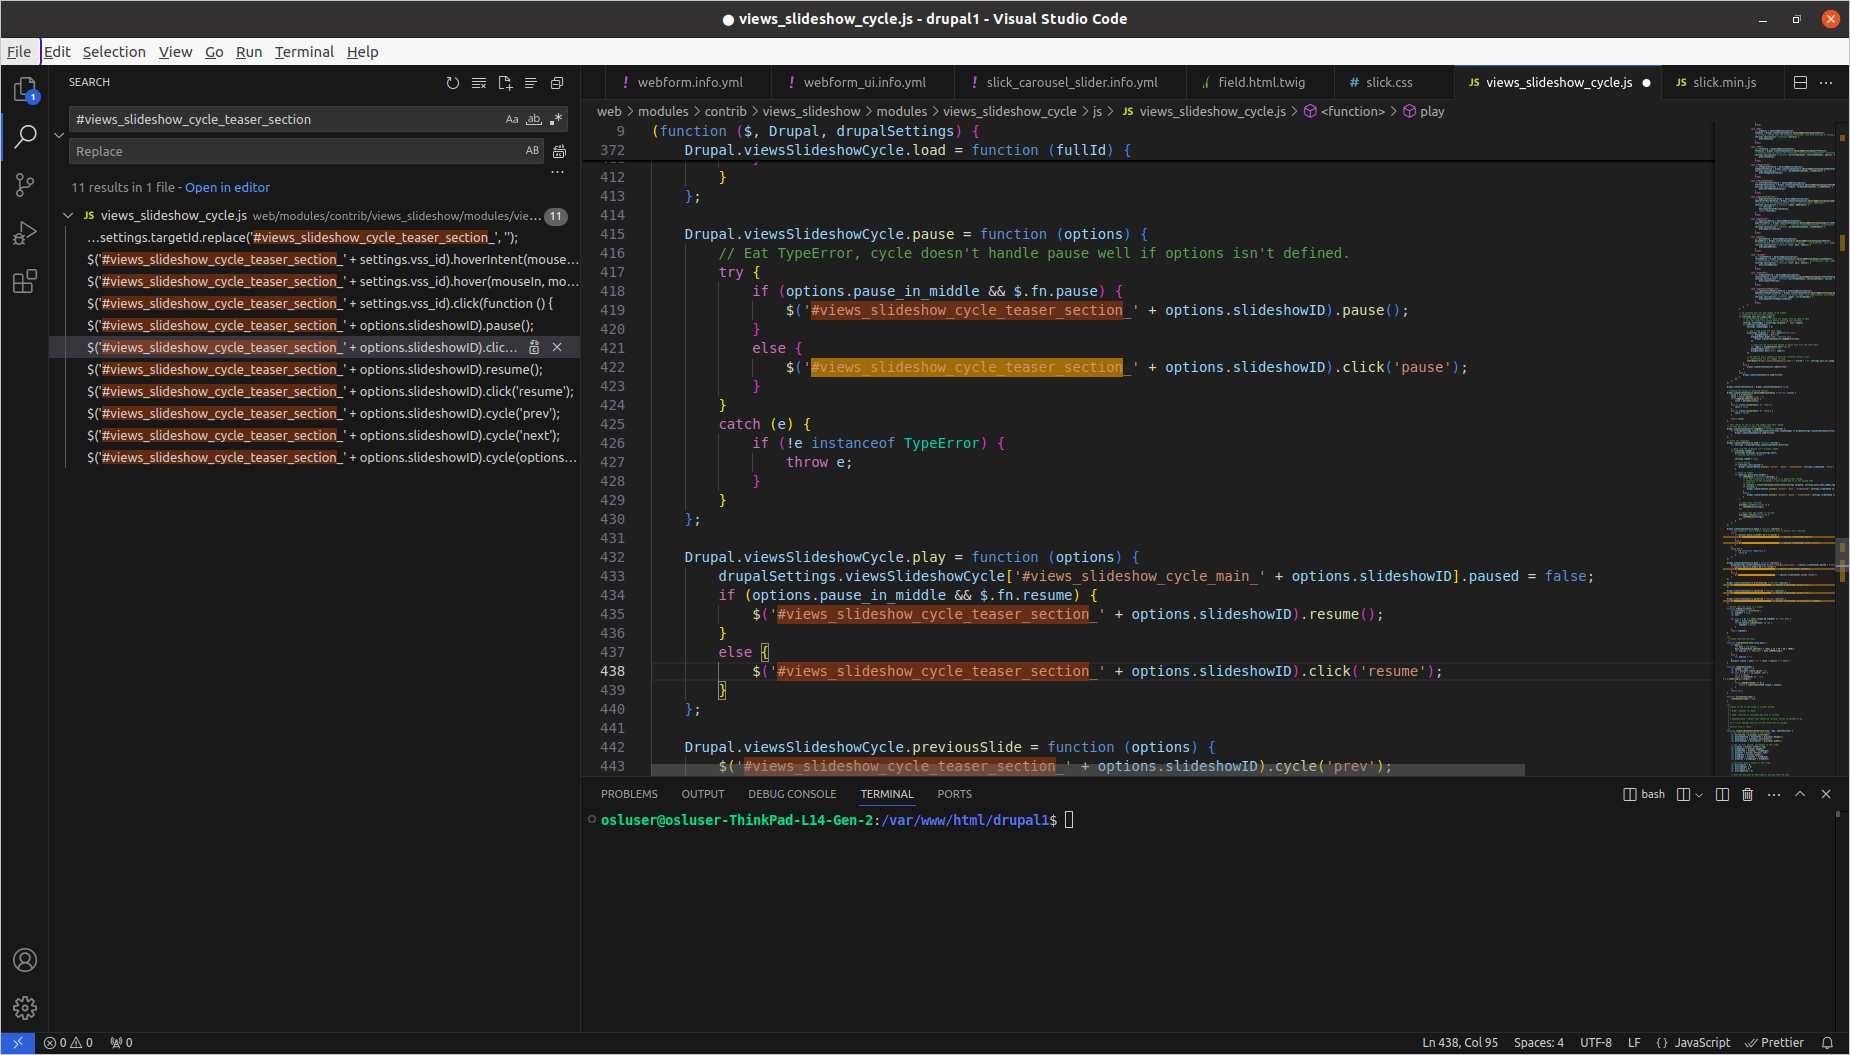 views_slideshow_cycle.js - drupal1 - Visual Studio Code
File Edit Selection View Go Run Terminal Help
1
SEARCH
#views_slideshow_cycle_teaser_section
Aa ab .*
Replace
AB
11 results in 1 file - Open in editor
JS views_slideshow_cycle.js web/modules/contrib/views_slideshow/modules/vie... 11
...settings.targetId.replace('#views_slideshow_cycle_teaser_section_', '');
$('#views_slideshow_cycle_teaser_section_' + settings.vss_id).hoverIntent(mouse...
$('#views_slideshow_cycle_teaser_section_' + settings.vss_id).hover(mouseIn, mo...
$('#views_slideshow_cycle_teaser_section_' + settings.vss_id).click(function () {
$('#views_slideshow_cycle_teaser_section_' + options.slideshowID).pause();
$('#views_slideshow_cycle_teaser_section_' + options.slideshowID).clic...
$('#views_slideshow_cycle_teaser_section_' + options.slideshowID).resume();
$('#views_slideshow_cycle_teaser_section_' + options.slideshowID).click('resume');
$('#views_slideshow_cycle_teaser_section_' + options.slideshowID).cycle('prev');
$('#views_slideshow_cycle_teaser_section_' + options.slideshowID).cycle('next');
$('#views_slideshow_cycle_teaser_section_' + options.slideshowID).cycle(options...
! webform.info.yml ! webform_ui.info.yml ! slick_carousel_slider.info.yml field.html.twig # slick.css JS views_slideshow_cycle.js JS slick.min.js
web > modules > contrib > views_slideshow > modules > views_slideshow_cycle > js > JS views_slideshow_cycle.js > <function> > play
9 (function ($, Drupal, drupalSettings) {
372 Drupal.viewsSlideshowCycle.load = function (fullId) {
412 }
413 };
414
415 Drupal.viewsSlideshowCycle.pause = function (options) {
416 // Eat TypeError, cycle doesn't handle pause well if options isn't defined.
417 try {
418 if (options.pause_in_middle && $.fn.pause) {
419 $('#views_slideshow_cycle_teaser_section_' + options.slideshowID).pause();
420 }
421 else {
422 $('#views_slideshow_cycle_teaser_section_' + options.slideshowID).click('pause');
423 }
424 }
425 catch (e) {
426 if (!e instanceof TypeError) {
427 throw e;
428 }
429 }
430 };
431
432 Drupal.viewsSlideshowCycle.play = function (options) {
433 drupalSettings.viewsSlideshowCycle['#views_slideshow_cycle_main_' + options.slideshowID].paused = false;
434 if (options.pause_in_middle && $.fn.resume) {
435 $('#views_slideshow_cycle_teaser_section_' + options.slideshowID).resume();
436 }
437 else {
438 $('#views_slideshow_cycle_teaser_section_' + options.slideshowID).click('resume');
439 }
440 };
441
442 Drupal.viewsSlideshowCycle.previousSlide = function (options) {
443 $('#views_slideshow_cycle_teaser_section_' + options.slideshowID).cycle('prev');
PROBLEMS OUTPUT DEBUG CONSOLE TERMINAL PORTS
bash
osluser@osluser-ThinkPad-L14-Gen-2:/var/www/html/drupal1$
0 0 0
Ln 438, Col 95 Spaces: 4 UTF-8 LF { } JavaScript Prettier